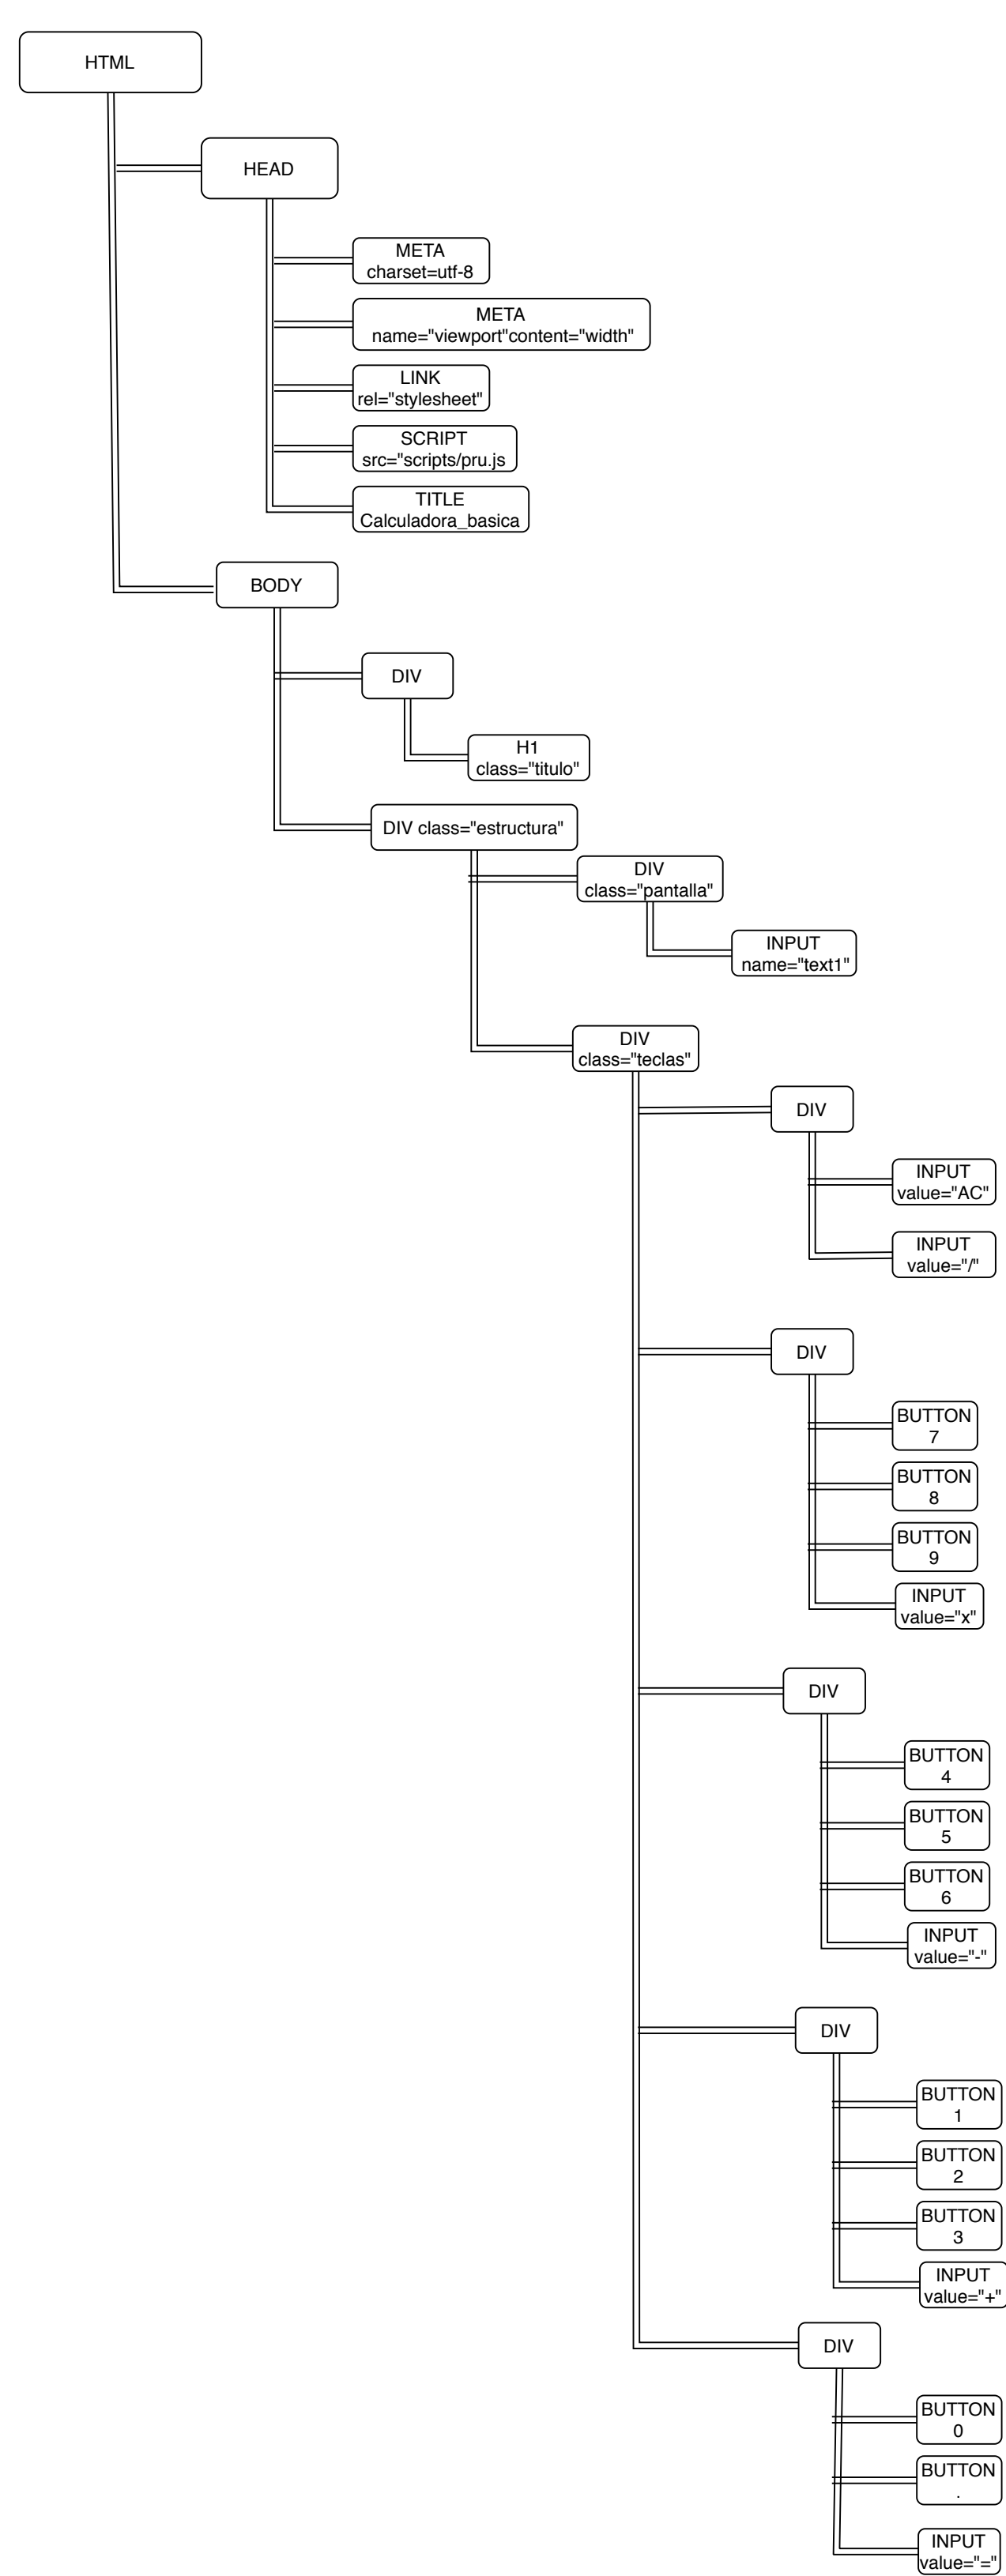 HTML
HEAD
META
charset=utf-8
META
name="viewport"content="width"
LINK
rel="stylesheet"
SCRIPT
src="scripts/pru.js
TITLE
Calculadora_basica
BODY
DIV
H1
class="titulo"
DIV class="estructura"
DIV
class="pantalla"
INPUT
name="text1"
DIV
class="teclas"
DIV
INPUT
value="AC"
INPUT
value="/"
DIV
BUTTON
7
BUTTON
8
BUTTON
9
INPUT
value="x"
DIV
BUTTON
4
BUTTON
5
BUTTON
6
INPUT
value="-"
DIV
BUTTON
1
BUTTON
2
BUTTON
3
INPUT
value="+"
DIV
BUTTON
0
BUTTON
.
INPUT
value="="